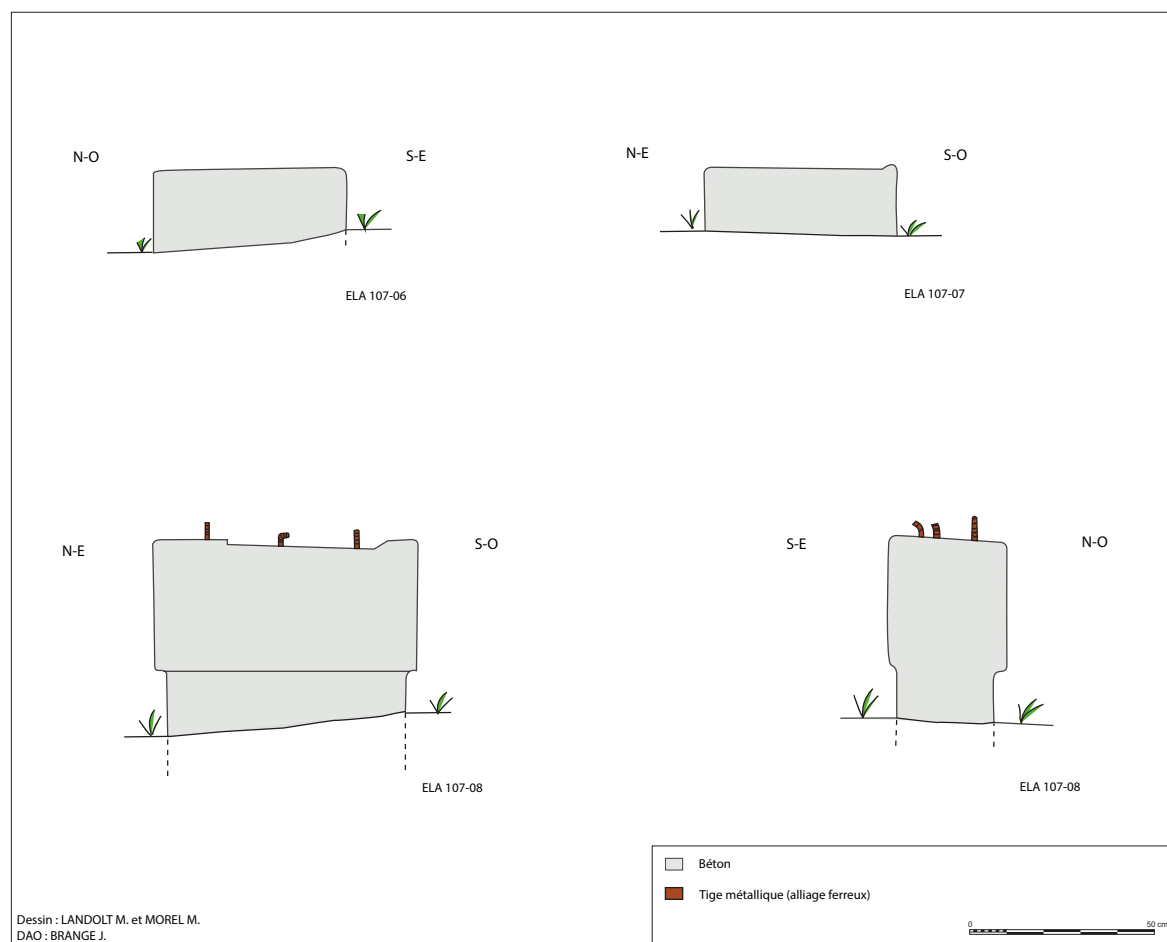 N-O
S-E
ELA 107-06
N-E
S-O
ELA 107-07
N-E
S-O
ELA 107-08
S-E
N-O
ELA 107-08
Béton
Tige métallique (alliage ferreux)
0 50 cm
Dessin : LANDOLT M. et MOREL M.
DAO : BRANGE J.